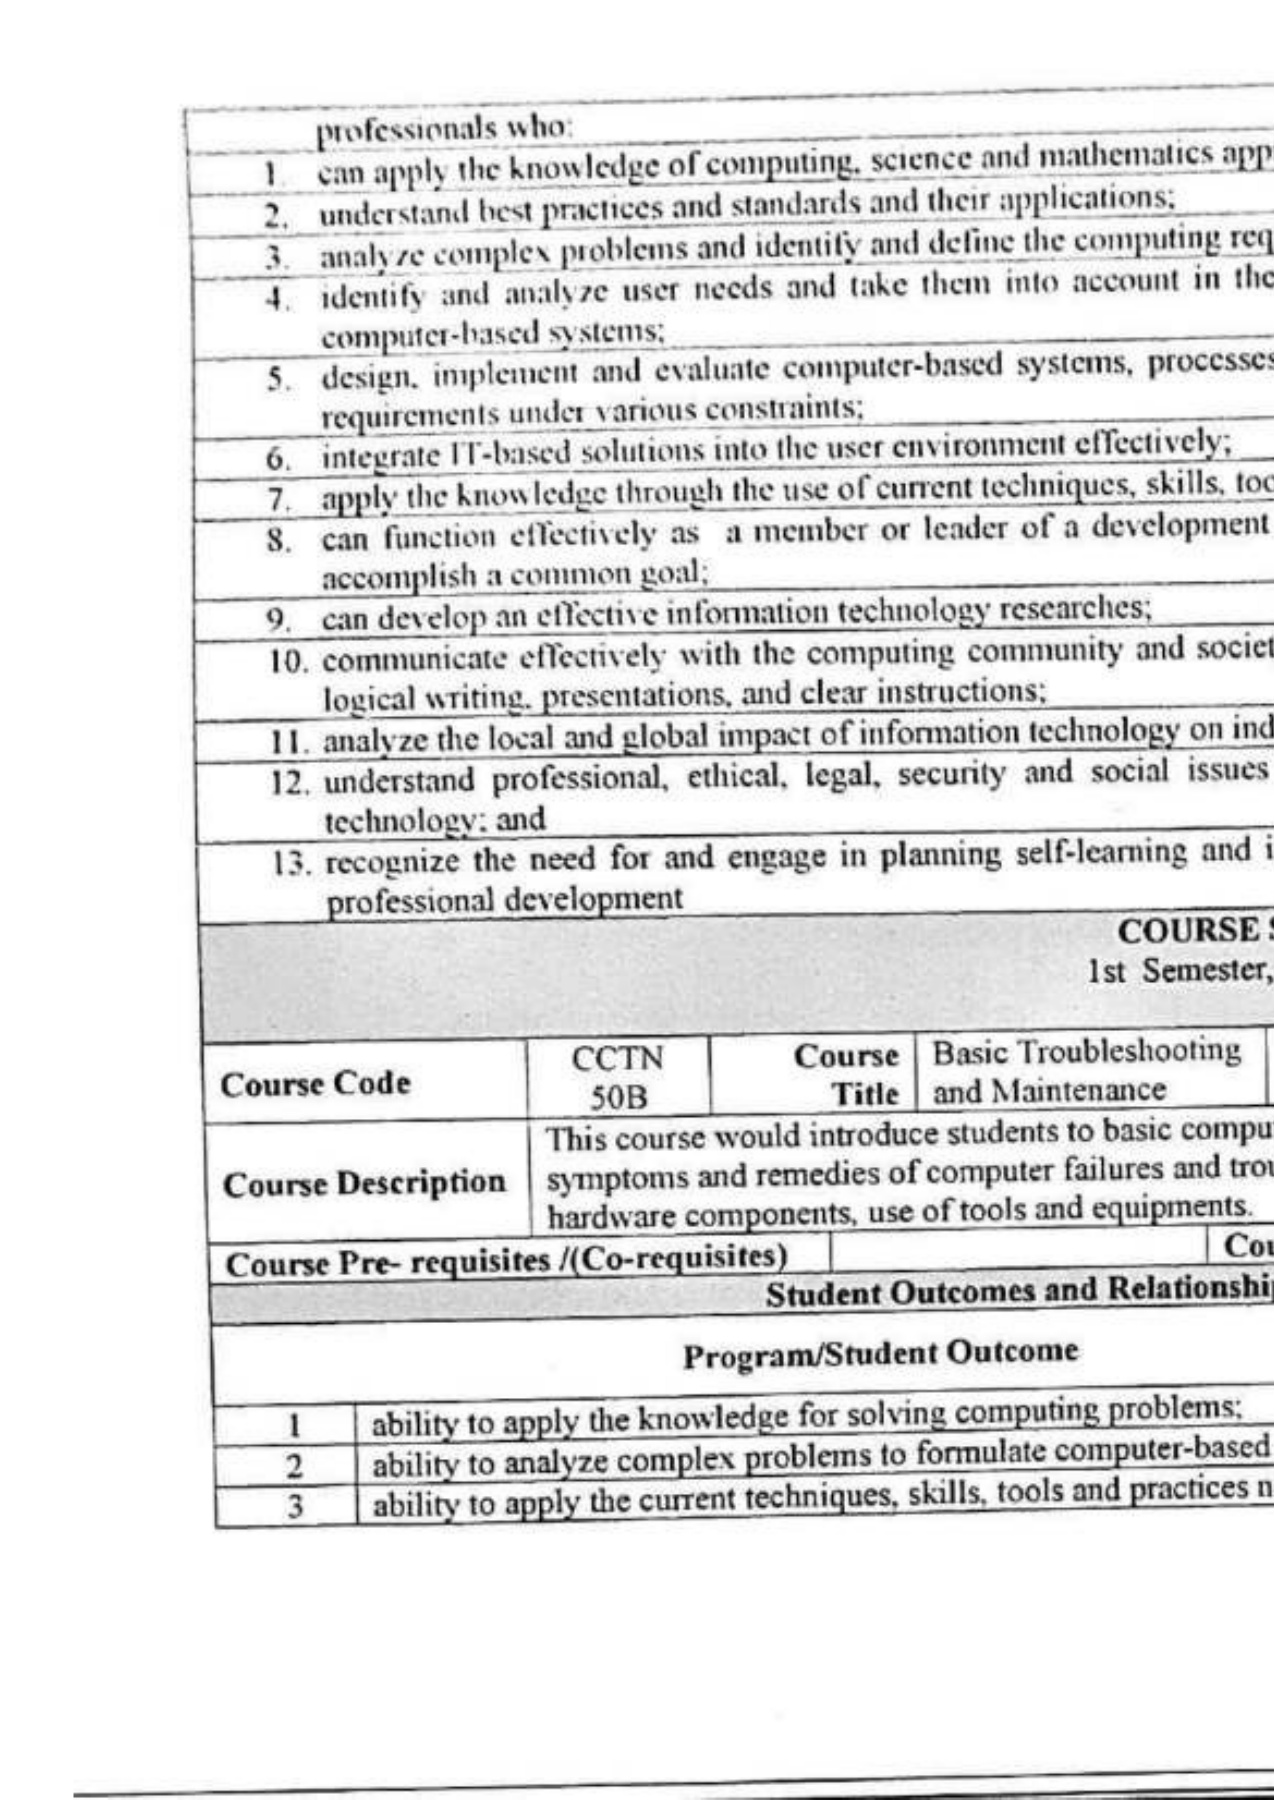 professionals who:
1. can apply the knowledge of computing, science and mathematics app
2. understand best practices and standards and their applications;
3. analyze complex problems and identify and define the computing req
4. identify and analyze user needs and take them into account in the
computer-based systems;
5. design, implement and evaluate computer-based systems, processes
requirements under various constraints;
6. integrate IT-based solutions into the user environment effectively;
7. apply the knowledge through the use of current techniques, skills, too
8. can function effectively as a member or leader of a development
accomplish a common goal;
9. can develop an effective information technology researches;
10. communicate effectively with the computing community and societ
logical writing, presentations, and clear instructions;
11. analyze the local and global impact of information technology on ind
12. understand professional, ethical, legal, security and social issues
technology; and
13. recognize the need for and engage in planning self-learning and i
professional development
COURSE S
1st Semester,
Course Code CCTN 50B Course Title Basic Troubleshooting and Maintenance
Course Description
This course would introduce students to basic compu
symptoms and remedies of computer failures and trou
hardware components, use of tools and equipments.
Course Pre- requisites /(Co-requisites) Cou
Student Outcomes and Relationship
Program/Student Outcome
1 ability to apply the knowledge for solving computing problems;
2 ability to analyze complex problems to formulate computer-based
3 ability to apply the current techniques, skills, tools and practices n